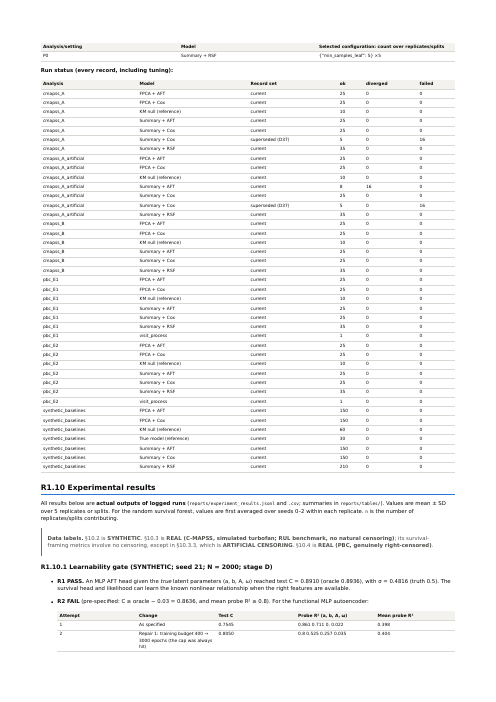 Analysis/setting Model Selected configuration: count over replicates/splits
P0 Summary + RSF {"min_samples_leaf": 5} ×5
Run status (every record, including tuning):
Analysis Model Record set ok diverged failed
cmapss_A FPCA + AFT current 25 0 0
cmapss_A FPCA + Cox current 25 0 0
cmapss_A KM null (reference) current 10 0 0
cmapss_A Summary + AFT current 25 0 0
cmapss_A Summary + Cox current 25 0 0
cmapss_A Summary + Cox superseded (D37) 5 0 16
cmapss_A Summary + RSF current 35 0 0
cmapss_A_artificial FPCA + AFT current 25 0 0
cmapss_A_artificial FPCA + Cox current 25 0 0
cmapss_A_artificial KM null (reference) current 10 0 0
cmapss_A_artificial Summary + AFT current 8 16 0
cmapss_A_artificial Summary + Cox current 25 0 0
cmapss_A_artificial Summary + Cox superseded (D37) 5 0 16
cmapss_A_artificial Summary + RSF current 35 0 0
cmapss_B FPCA + AFT current 25 0 0
cmapss_B FPCA + Cox current 25 0 0
cmapss_B KM null (reference) current 10 0 0
cmapss_B Summary + AFT current 25 0 0
cmapss_B Summary + Cox current 25 0 0
cmapss_B Summary + RSF current 35 0 0
pbc_E1 FPCA + AFT current 25 0 0
pbc_E1 FPCA + Cox current 25 0 0
pbc_E1 KM null (reference) current 10 0 0
pbc_E1 Summary + AFT current 25 0 0
pbc_E1 Summary + Cox current 25 0 0
pbc_E1 Summary + RSF current 35 0 0
pbc_E1 visit_process current 1 0 0
pbc_E2 FPCA + AFT current 25 0 0
pbc_E2 FPCA + Cox current 25 0 0
pbc_E2 KM null (reference) current 10 0 0
pbc_E2 Summary + AFT current 25 0 0
pbc_E2 Summary + Cox current 25 0 0
pbc_E2 Summary + RSF current 35 0 0
pbc_E2 visit_process current 1 0 0
synthetic_baselines FPCA + AFT current 150 0 0
synthetic_baselines FPCA + Cox current 150 0 0
synthetic_baselines KM null (reference) current 60 0 0
synthetic_baselines True model (reference) current 30 0 0
synthetic_baselines Summary + AFT current 150 0 0
synthetic_baselines Summary + Cox current 150 0 0
synthetic_baselines Summary + RSF current 210 0 0
R1.10 Experimental results
All results below are actual outputs of logged runs (reports/experiment_results.jsonl and .csv; summaries in reports/tables/). Values are mean ± SD
over 5 replicates or splits. For the random survival forest, values are first averaged over seeds 0–2 within each replicate. n is the number of
replicates/splits contributing.
Data labels. §10.2 is SYNTHETIC. §10.3 is REAL (C-MAPSS, simulated turbofan; RUL benchmark, no natural censoring); its survival-
framing metrics involve no censoring, except in §10.3.3, which is ARTIFICIAL CENSORING. §10.4 is REAL (PBC, genuinely right-censored).
R1.10.1 Learnability gate (SYNTHETIC; seed 21; N = 2000; stage D)
• R1 PASS. An MLP AFT head given the true latent parameters (a, b, A, ω) reached test C = 0.8910 (oracle 0.8936), with σ = 0.4816 (truth 0.5). The
survival head and likelihood can learn the known nonlinear relationship when the right features are available.
• R2 FAIL (pre-specified: C ≥ oracle − 0.03 = 0.8636, and mean probe R² ≥ 0.8). For the functional MLP autoencoder:
Attempt Change Test C Probe R² (a, b, A, ω) Mean probe R²
1 As specified 0.7545 0.861 0.711 0. 0.022 0.398
2 Repair 1: training budget 400 → 0.8050 0.8 0.525 0.257 0.035 0.404
3000 epochs (the cap was always
hit)